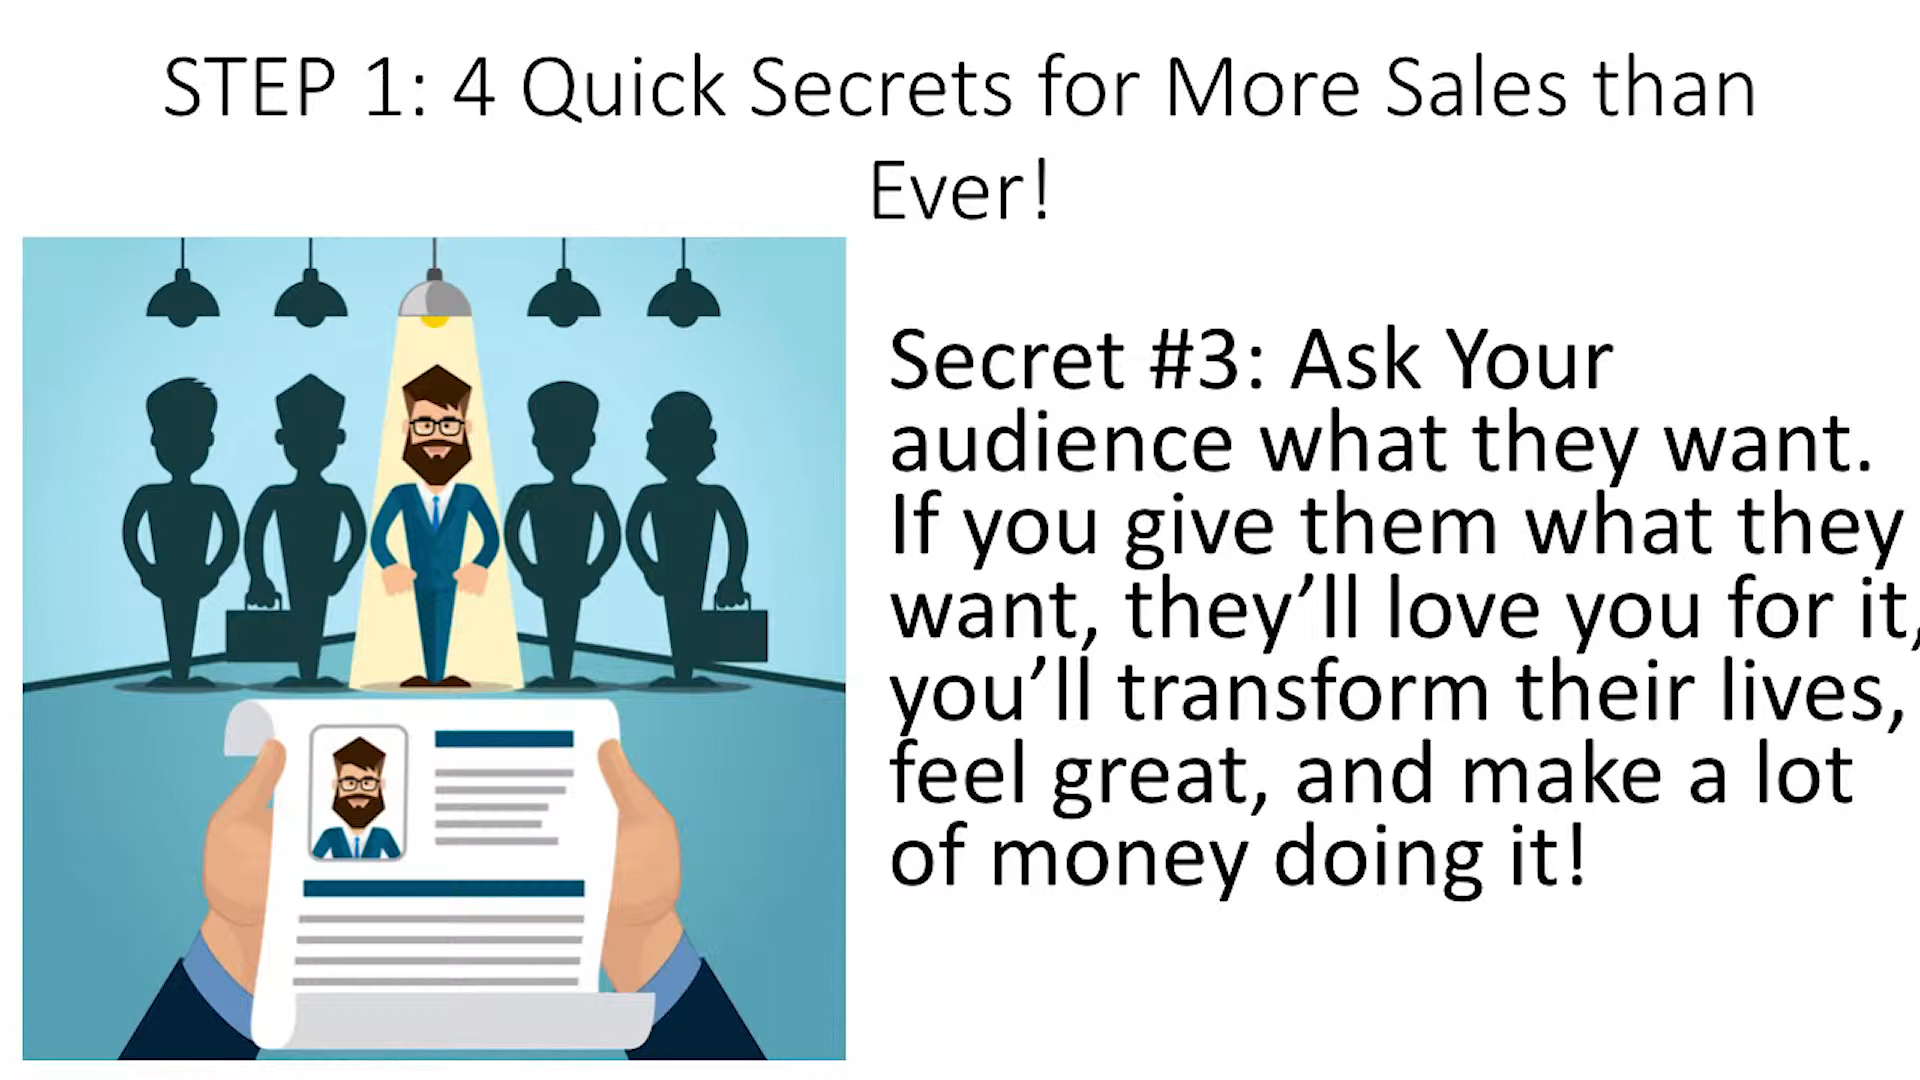 STEP 1: 4 Quick Secrets for More Sales than
Ever!
Secret #3: Ask Your
audience what they want.
If you give them what they
want, they’ll love you for it,
you’ll transform their lives,
feel great, and make a lot
of money doing it!